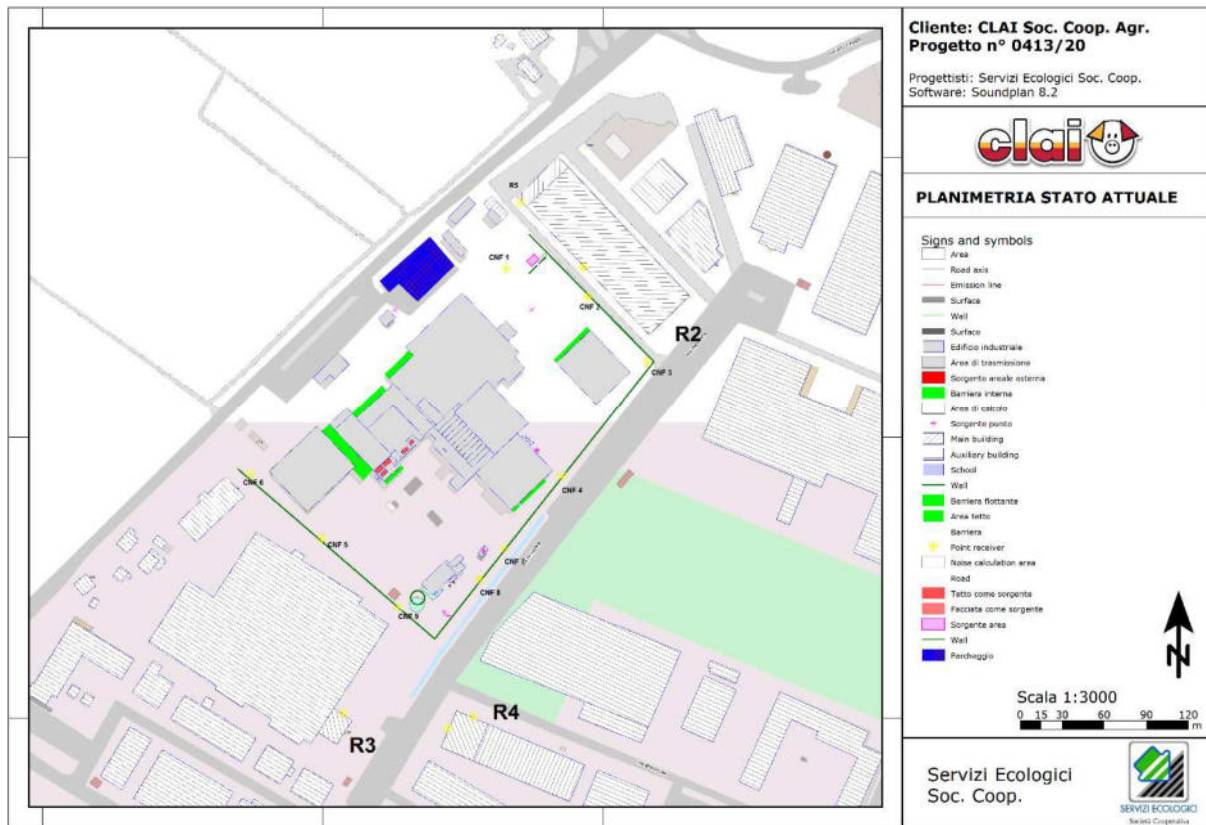 Cliente: CLAI Soc. Coop. Agr.
Progetto n° 0413/20
Progettisti: Servizi Ecologici Soc. Coop.
Software: Soundplan 8.2
clai
PLANIMETRIA STATO ATTUALE
Signs and symbols
Area
Road axis
Emission line
Surface
Wall
Surface
Edificio industriale
Area di trasmissione
Sorgente areale esterna
Barriera interna
Area di calcolo
Sorgente punto
Main building
Auxiliary building
School
Wall
Barriera flottante
Area tetto
Barriera
Point receiver
Noise calculation area
Road
Tetto come sorgente
Facciata come sorgente
Sorgente area
Wall
Parcheggio
N
Scala 1:3000
0 15 30 60 90 120
m
Servizi Ecologici
Soc. Coop.
SERVIZI ECOLOGICI
Società Cooperativa
R5
CNF 1
CNF 2
R2
CNF 3
CNF 4
CNF 6
CNF 5
CNF 8
CNF 9
R4
R3